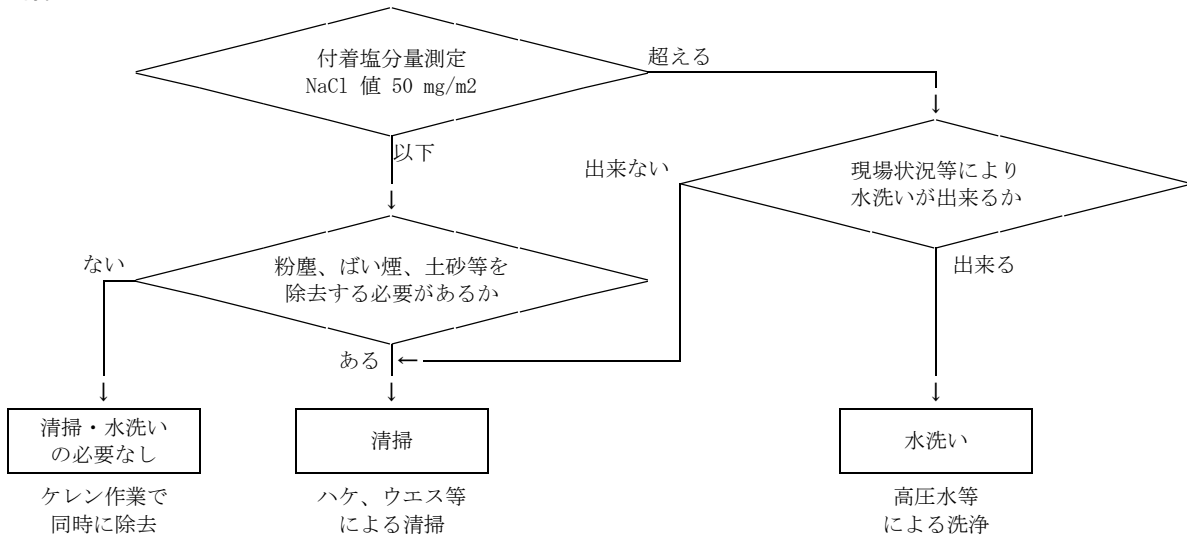 付着塩分量測定
NaCl 値 50 mg/m2
超える
以下
出来ない
現場状況等により
水洗いが出来るか
ない
粉塵、ばい煙、土砂等を
除去する必要があるか
出来る
ある
清掃・水洗い
の必要なし
清掃
水洗い
ケレン作業で
同時に除去
ハケ、ウエス等
による清掃
高圧水等
による洗浄